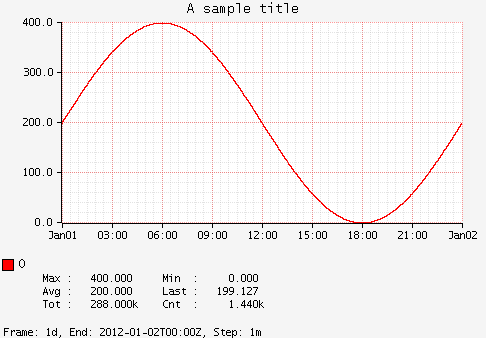 A sample title
400.0
300.0
200.0
100.0
0.0
Jan01 03:00 06:00 09:00 12:00 15:00 18:00 21:00 Jan02
0
Max : 400.000 Min : 0.000
Avg : 200.000 Last : 199.127
Tot : 288.000k Cnt : 1.440k
Frame: 1d, End: 2012-01-02T00:00Z, Step: 1m